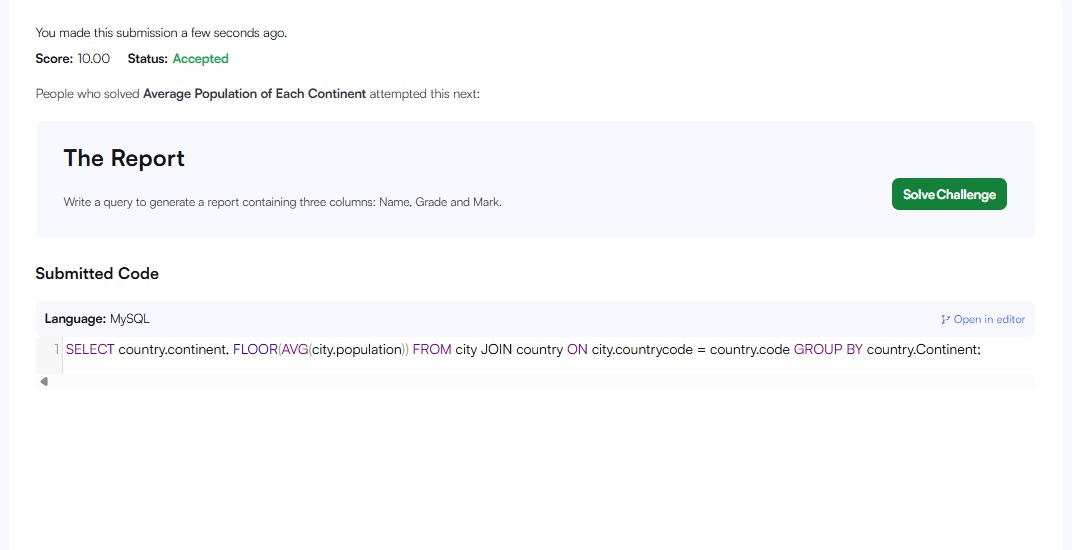 You made this submission a few seconds ago.
Score: 10.00 Status: Accepted
People who solved Average Population of Each Continent attempted this next:
The Report
Write a query to generate a report containing three columns: Name, Grade and Mark.
Solve Challenge
Submitted Code
Language: MySQL
Open in editor
1 SELECT country.continent, FLOOR(AVG(city.population)) FROM city JOIN country ON city.countrycode = country.code GROUP BY country.Continent;